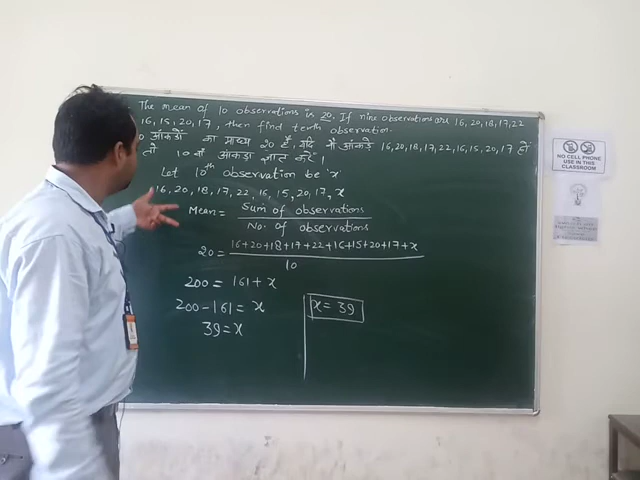 The mean of 10 observations is 20. If nine observations are 16, 20, 18, 17, 22
16, 15, 20, 17, then find tenth observation.
0 आंकड़ों का माध्य 20 है, यदि नौ आंकड़े 16, 20, 18, 17, 22, 16, 15, 20, 17 हों
तो 10 वाँ आंकड़ा ज्ञात करें।
Let 10th observation be 'x'
16, 20, 18, 17, 22, 16, 15, 20, 17, x
Mean = Sum of observations / No. of observations
20 = 16+20+18+17+22+16+15+20+17+x / 10
200 = 161 + x
200 - 161 = x
39 = x
x = 39
NO CELL PHONE
USE IN THIS
CLASSROOM